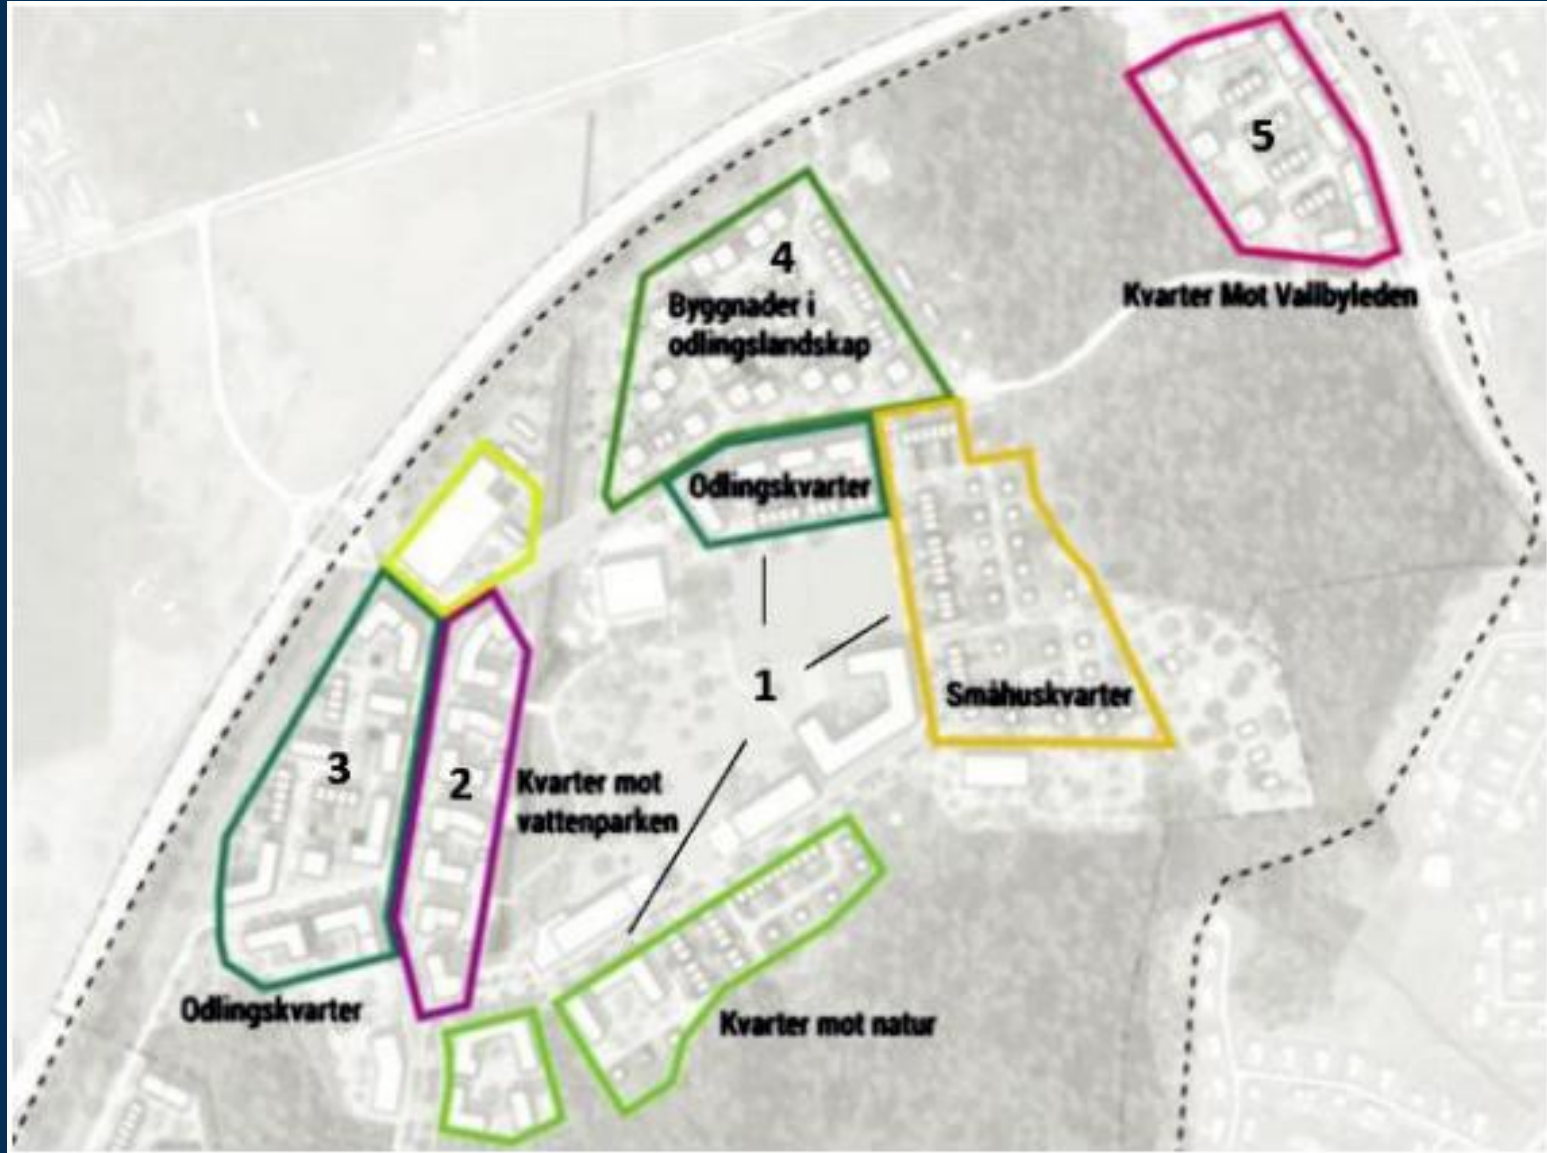 5
Kvarter Mot Vallbyleden
4
Byggnader i
odlingslandskap
Odlingskvarter
1
Småhuskvarter
3
2
Kvarter mot
vattenparken
Odlingskvarter
Kvarter mot natur